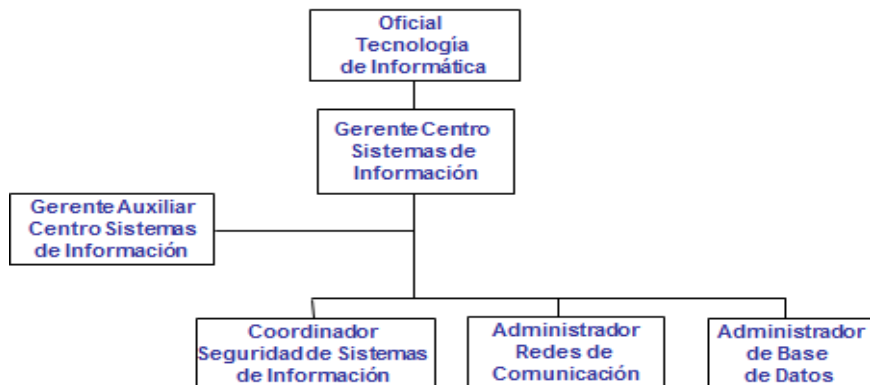 Oficial
Tecnología
de Informática
Gerente Centro
Sistemas de
Información
Gerente Auxiliar
Centro Sistemas
de Información
Coordinador
Seguridad de Sistemas
de Información
Administrador
Redes de
Comunicación
Administrador
de Base
de Datos